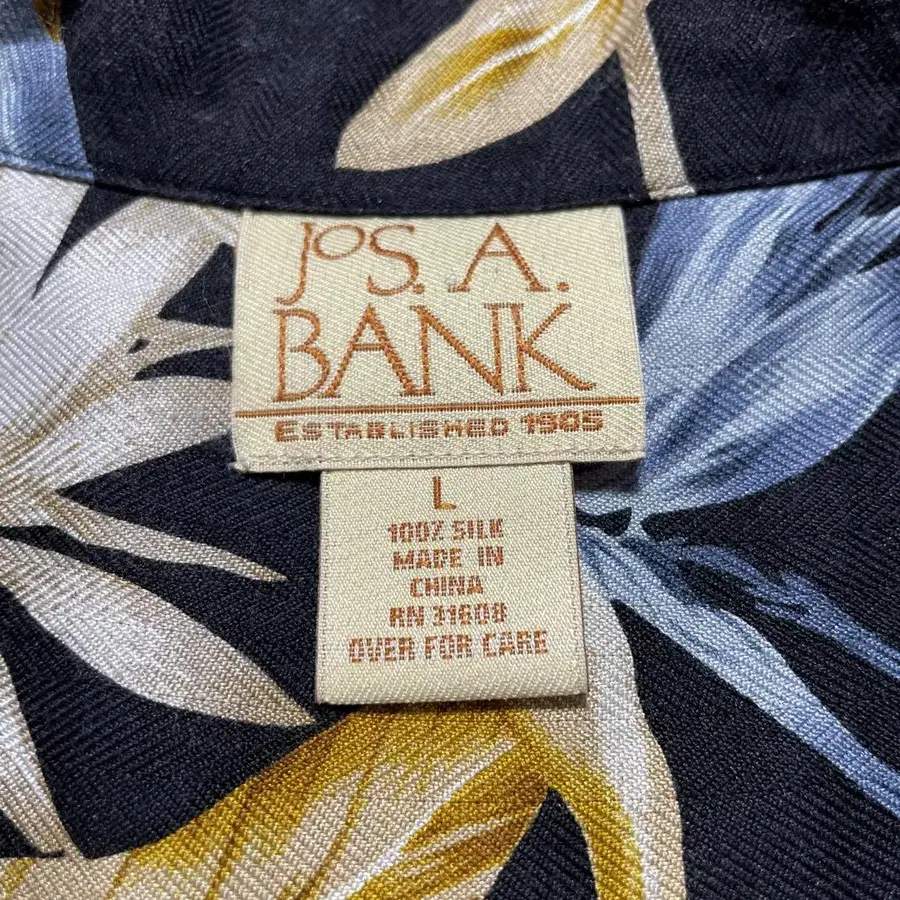 JoS. A.
BANK
ESTABLISHED 1905
L
100% SILK
MADE IN
CHINA
RN 31608
OVER FOR CARE